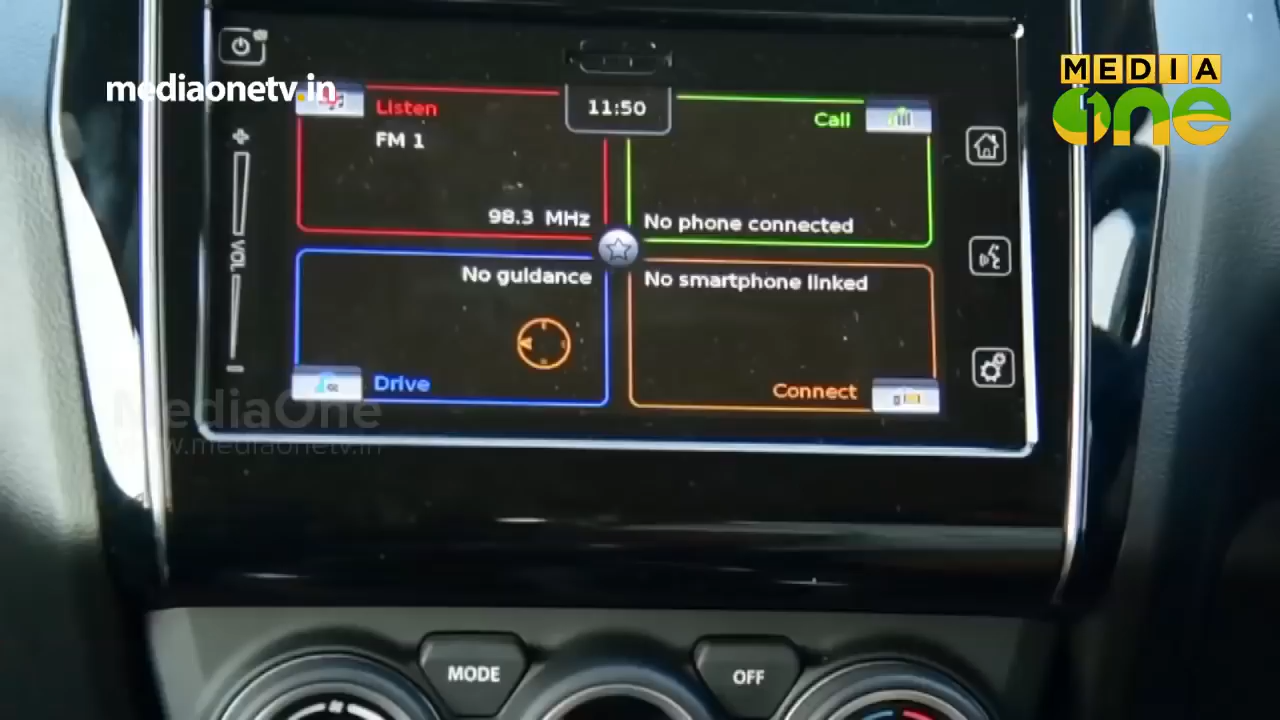 mediaonetv.in
MEDIA
one
Listen
FM 1
98.3 MHz
11:50
Call
No phone connected
VOL
No guidance
Drive
No smartphone linked
Connect
MediaOne
www.mediaonetv.in
MODE
OFF